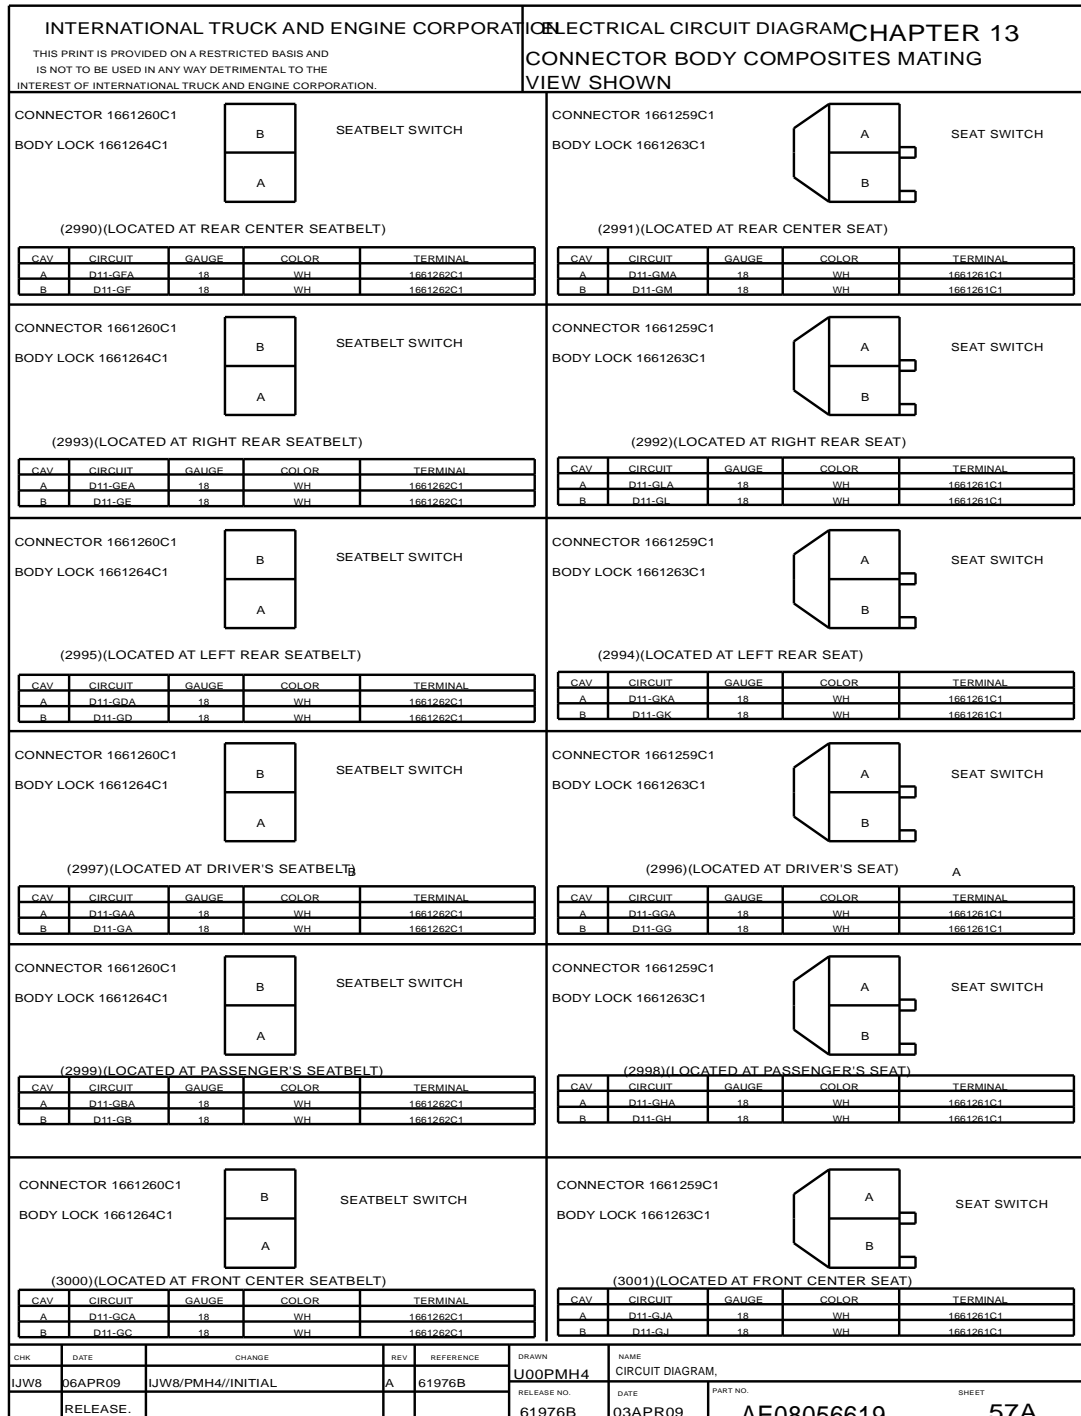 INTERNATIONAL TRUCK AND ENGINE CORPORATION
THIS PRINT IS PROVIDED ON A RESTRICTED BASIS AND
IS NOT TO BE USED IN ANY WAY DETRIMENTAL TO THE
INTEREST OF INTERNATIONAL TRUCK AND ENGINE CORPORATION.
ELECTRICAL CIRCUIT DIAGRAM CHAPTER 13
CONNECTOR BODY COMPOSITES MATING
VIEW SHOWN
CONNECTOR 1661260C1
BODY LOCK 1661264C1
B
A
SEATBELT SWITCH
(2990)(LOCATED AT REAR CENTER SEATBELT)
CAV CIRCUIT GAUGE COLOR TERMINAL
A D11-GFA 18 WH 1661262C1
B D11-GF 18 WH 1661262C1
CONNECTOR 1661259C1
BODY LOCK 1661263C1
A
B
SEAT SWITCH
(2991)(LOCATED AT REAR CENTER SEAT)
CAV CIRCUIT GAUGE COLOR TERMINAL
A D11-GMA 18 WH 1661261C1
B D11-GM 18 WH 1661261C1
CONNECTOR 1661260C1
BODY LOCK 1661264C1
B
A
SEATBELT SWITCH
(2993)(LOCATED AT RIGHT REAR SEATBELT)
CAV CIRCUIT GAUGE COLOR TERMINAL
A D11-GEA 18 WH 1661262C1
B D11-GE 18 WH 1661262C1
CONNECTOR 1661259C1
BODY LOCK 1661263C1
A
B
SEAT SWITCH
(2992)(LOCATED AT RIGHT REAR SEAT)
CAV CIRCUIT GAUGE COLOR TERMINAL
A D11-GLA 18 WH 1661261C1
B D11-GL 18 WH 1661261C1
CONNECTOR 1661260C1
BODY LOCK 1661264C1
B
A
SEATBELT SWITCH
(2995)(LOCATED AT LEFT REAR SEATBELT)
CAV CIRCUIT GAUGE COLOR TERMINAL
A D11-GDA 18 WH 1661262C1
B D11-GD 18 WH 1661262C1
CONNECTOR 1661259C1
BODY LOCK 1661263C1
A
B
SEAT SWITCH
(2994)(LOCATED AT LEFT REAR SEAT)
CAV CIRCUIT GAUGE COLOR TERMINAL
A D11-GKA 18 WH 1661261C1
B D11-GK 18 WH 1661261C1
CONNECTOR 1661260C1
BODY LOCK 1661264C1
B
A
SEATBELT SWITCH
(2997)(LOCATED AT DRIVER'S SEATBELT)
B
CAV CIRCUIT GAUGE COLOR TERMINAL
A D11-GAA 18 WH 1661262C1
B D11-GA 18 WH 1661262C1
CONNECTOR 1661259C1
BODY LOCK 1661263C1
A
B
SEAT SWITCH
(2996)(LOCATED AT DRIVER'S SEAT)
A
CAV CIRCUIT GAUGE COLOR TERMINAL
A D11-GGA 18 WH 1661261C1
B D11-GG 18 WH 1661261C1
CONNECTOR 1661260C1
BODY LOCK 1661264C1
B
A
SEATBELT SWITCH
(2999)(LOCATED AT PASSENGER'S SEATBELT)
CAV CIRCUIT GAUGE COLOR TERMINAL
A D11-GBA 18 WH 1661262C1
B D11-GB 18 WH 1661262C1
CONNECTOR 1661259C1
BODY LOCK 1661263C1
A
B
SEAT SWITCH
(2998)(LOCATED AT PASSENGER'S SEAT)
CAV CIRCUIT GAUGE COLOR TERMINAL
A D11-GHA 18 WH 1661261C1
B D11-GH 18 WH 1661261C1
CONNECTOR 1661260C1
BODY LOCK 1661264C1
B
A
SEATBELT SWITCH
(3000)(LOCATED AT FRONT CENTER SEATBELT)
CAV CIRCUIT GAUGE COLOR TERMINAL
A D11-GCA 18 WH 1661262C1
B D11-GC 18 WH 1661262C1
CONNECTOR 1661259C1
BODY LOCK 1661263C1
A
B
SEAT SWITCH
(3001)(LOCATED AT FRONT CENTER SEAT)
CAV CIRCUIT GAUGE COLOR TERMINAL
A D11-GJA 18 WH 1661261C1
B D11-GJ 18 WH 1661261C1
CHK DATE CHANGE REV REFERENCE
IJW8 06APR09 IJW8/PMH4//INITIAL A 61976B
RELEASE.
DRAWN
U00PMH4
NAME
CIRCUIT DIAGRAM,
RELEASE NO.
61976B
DATE
03APR09
PART NO.
AE08056619
SHEET
57A